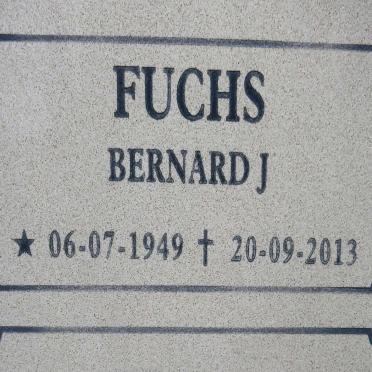 FUCHS
BERNARD J
★ 06-07-1949 † 20-09-2013